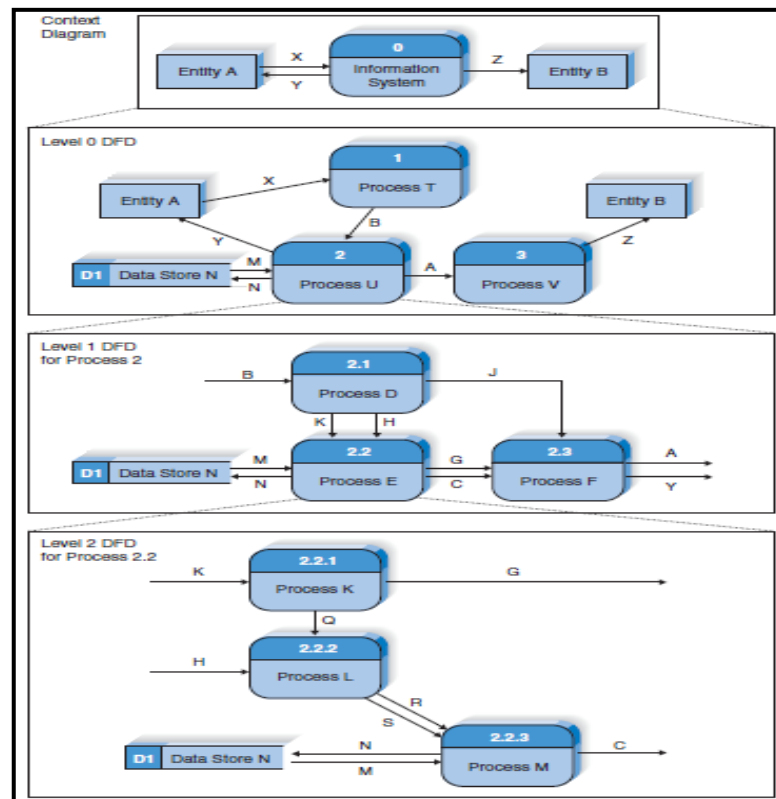 Context
Diagram
0
Information
System
Entity A
X
Y
Z
Entity B
Level 0 DFD
1
Process T
Entity A
X
Entity B
Y
B
Z
D1 Data Store N
M
N
2
Process U
A
3
Process V
Level 1 DFD
for Process 2
B
2.1
Process D
J
K
H
D1 Data Store N
M
N
2.2
Process E
G
C
2.3
Process F
A
Y
Level 2 DFD
for Process 2.2
K
2.2.1
Process K
G
Q
H
2.2.2
Process L
R
S
D1 Data Store N
N
M
2.2.3
Process M
C